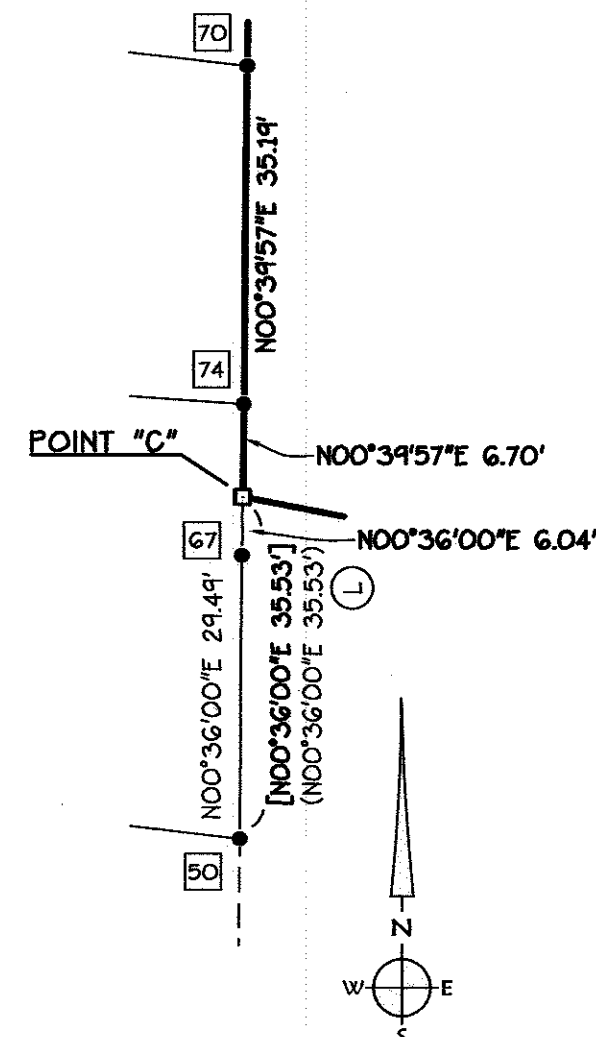 70
N00°39'57"E 35.19'
74
POINT "C"
N00°39'57"E 6.70'
67
N00°36'00"E 6.04'
N00°36'00"E 29.49'
[N00°36'00"E 35.53']
(N00°36'00"E 35.53')
L
50
N
W E
S